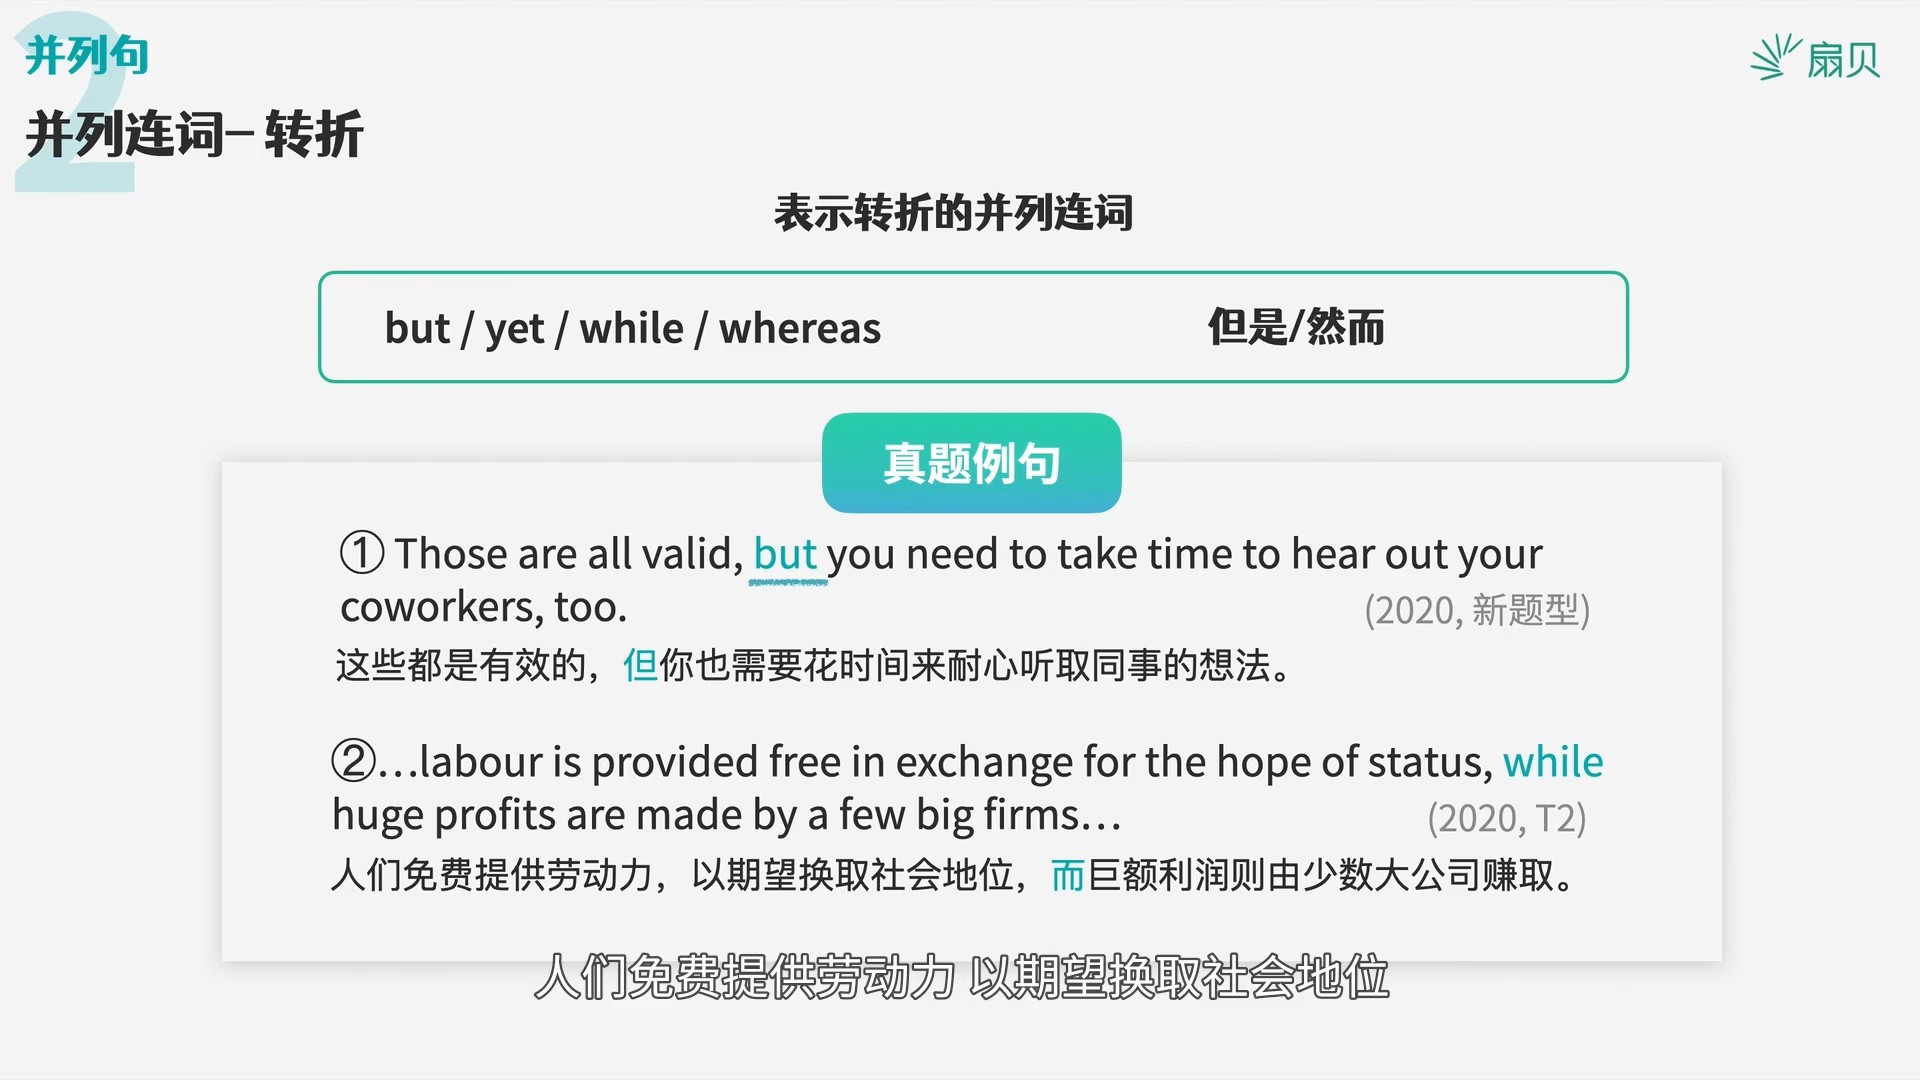 2
并列句
扇贝
并列连词– 转折
表示转折的并列连词
but / yet / while / whereas
但是/然而
真题例句
① Those are all valid, but you need to take time to hear out your
coworkers, too.
(2020, 新题型)
这些都是有效的，但你也需要花时间来耐心听取同事的想法。
②…labour is provided free in exchange for the hope of status, while
huge profits are made by a few big firms…
(2020, T2)
人们免费提供劳动力，以期望换取社会地位，而巨额利润则由少数大公司赚取。
人们免费提供劳动力 以期望换取社会地位